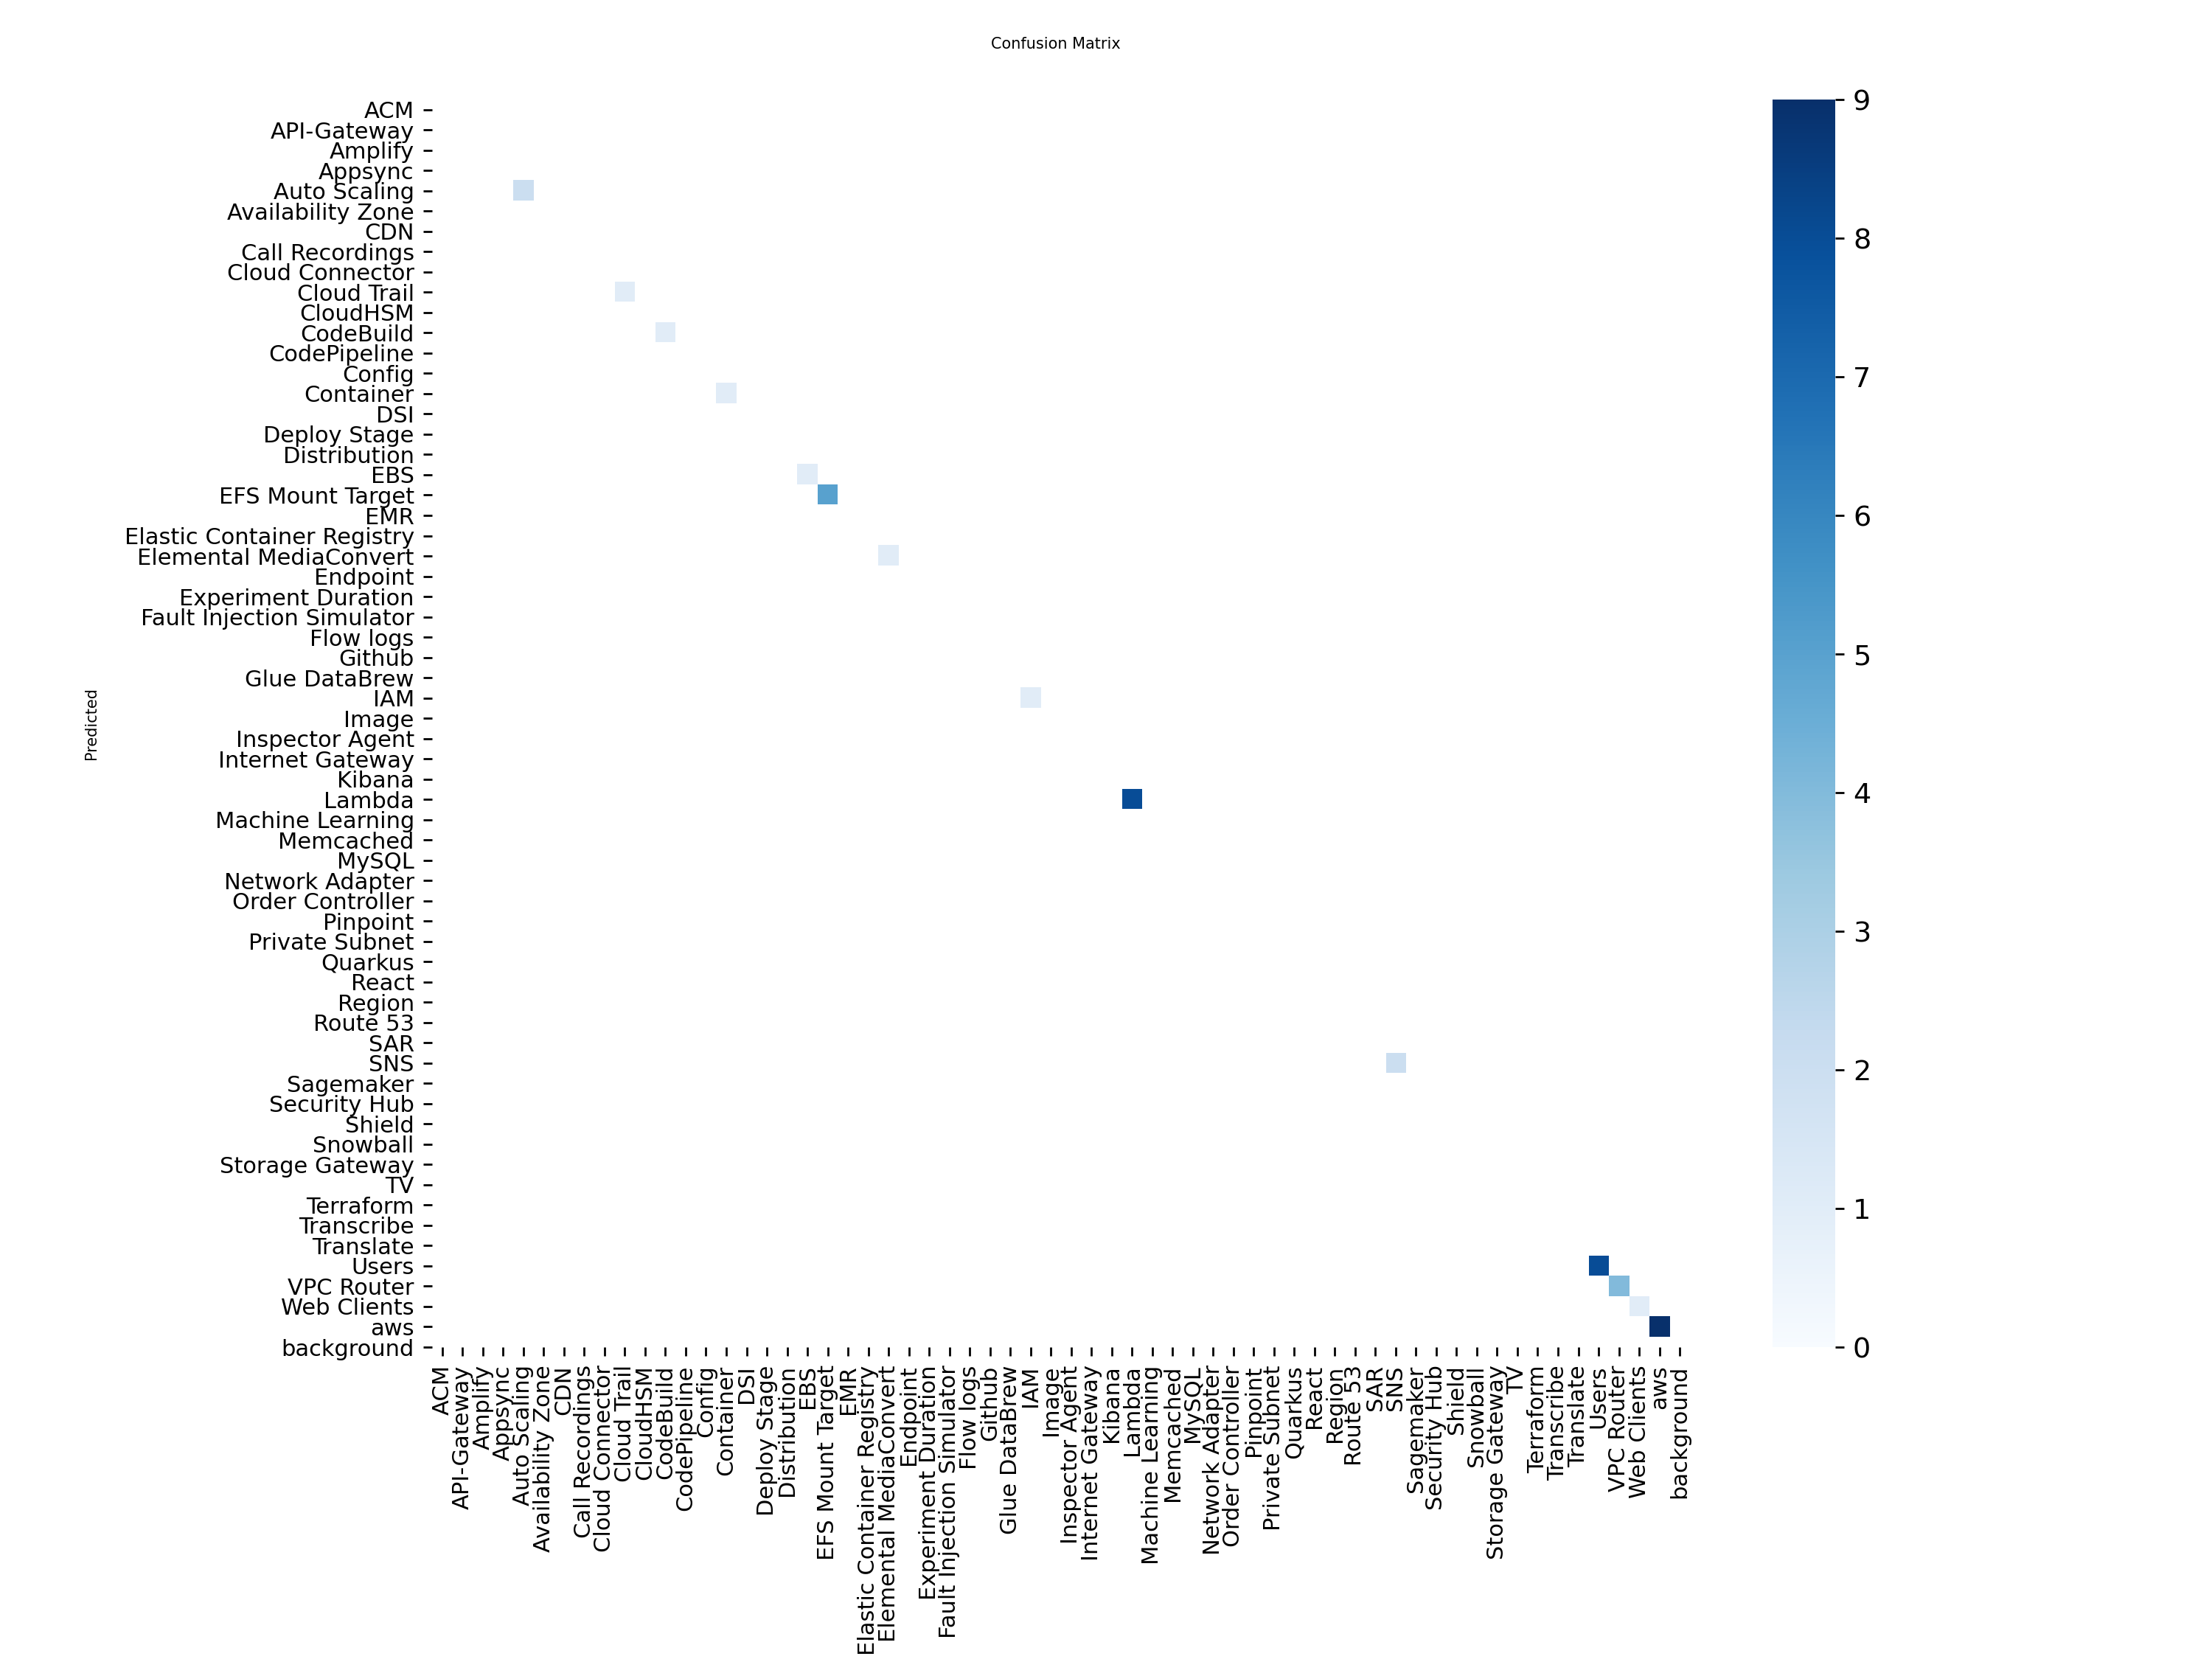 Confusion Matrix
ACM
API-Gateway
Amplify
Appsync
Auto Scaling
Availability Zone
CDN
Call Recordings
Cloud Connector
Cloud Trail
CloudHSM
CodeBuild
CodePipeline
Config
Container
DSI
Deploy Stage
Distribution
EBS
EFS Mount Target
EMR
Elastic Container Registry
Elemental MediaConvert
Endpoint
Experiment Duration
Fault Injection Simulator
Flow logs
Github
Glue DataBrew
IAM
Image
Inspector Agent
Internet Gateway
Kibana
Lambda
Machine Learning
Memcached
MySQL
Network Adapter
Order Controller
Pinpoint
Private Subnet
Quarkus
React
Region
Route 53
SAR
SNS
Sagemaker
Security Hub
Shield
Snowball
Storage Gateway
TV
Terraform
Transcribe
Translate
Users
VPC Router
Web Clients
aws
background
Predicted
ACM
API-Gateway
Amplify
Appsync
Auto Scaling
Availability Zone
CDN
Call Recordings
Cloud Connector
Cloud Trail
CloudHSM
CodeBuild
CodePipeline
Config
Container
DSI
Deploy Stage
Distribution
EBS
EFS Mount Target
EMR
Elastic Container Registry
Elemental MediaConvert
Endpoint
Experiment Duration
Fault Injection Simulator
Flow logs
Github
Glue DataBrew
IAM
Image
Inspector Agent
Internet Gateway
Kibana
Lambda
Machine Learning
Memcached
MySQL
Network Adapter
Order Controller
Pinpoint
Private Subnet
Quarkus
React
Region
Route 53
SAR
SNS
Sagemaker
Security Hub
Shield
Snowball
Storage Gateway
TV
Terraform
Transcribe
Translate
Users
VPC Router
Web Clients
aws
background
9
8
7
6
5
4
3
2
1
0